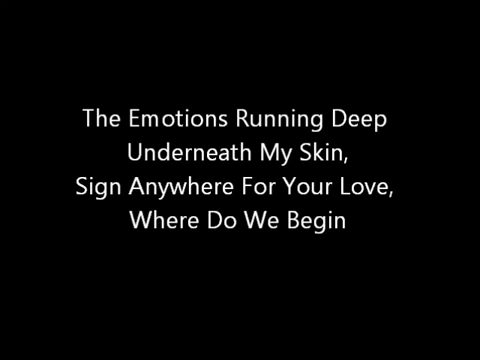 The Emotions Running Deep
Underneath My Skin,
Sign Anywhere For Your Love,
Where Do We Begin